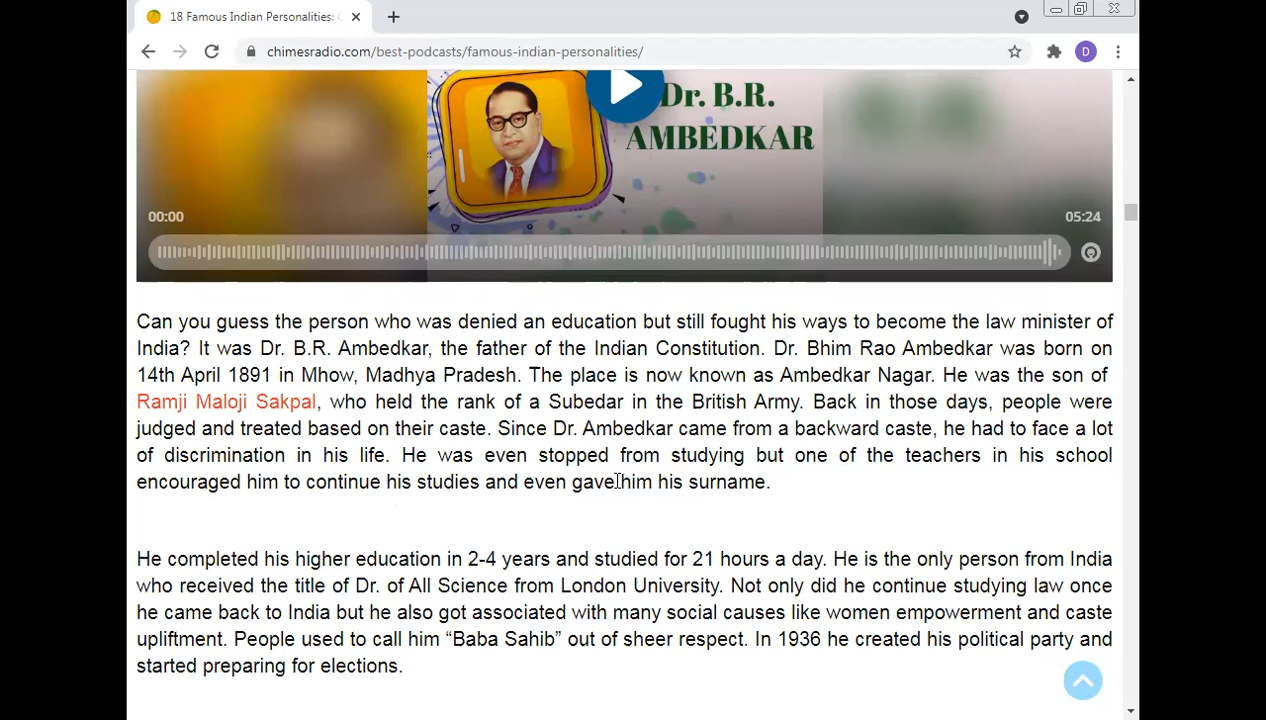 18 Famous Indian Personalities:
chimesradio.com/best-podcasts/famous-indian-personalities/
D
Dr. B.R.
AMBEDKAR
00:00
05:24
Can you guess the person who was denied an education but still fought his ways to become the law minister of
India? It was Dr. B.R. Ambedkar, the father of the Indian Constitution. Dr. Bhim Rao Ambedkar was born on
14th April 1891 in Mhow, Madhya Pradesh. The place is now known as Ambedkar Nagar. He was the son of
Ramji Maloji Sakpal, who held the rank of a Subedar in the British Army. Back in those days, people were
judged and treated based on their caste. Since Dr. Ambedkar came from a backward caste, he had to face a lot
of discrimination in his life. He was even stopped from studying but one of the teachers in his school
encouraged him to continue his studies and even gave him his surname.
He completed his higher education in 2-4 years and studied for 21 hours a day. He is the only person from India
who received the title of Dr. of All Science from London University. Not only did he continue studying law once
he came back to India but he also got associated with many social causes like women empowerment and caste
upliftment. People used to call him “Baba Sahib” out of sheer respect. In 1936 he created his political party and
started preparing for elections.